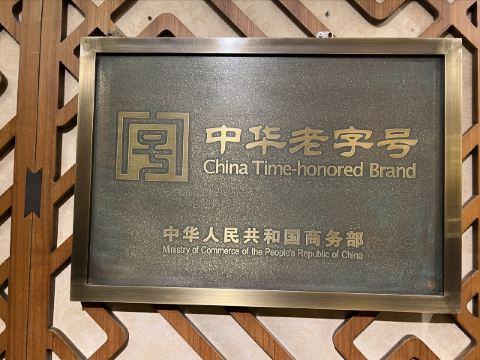 中华老字号
China Time-honored Brand
中华人民共和国商务部
Ministry of Commerce of the People's Republic of China